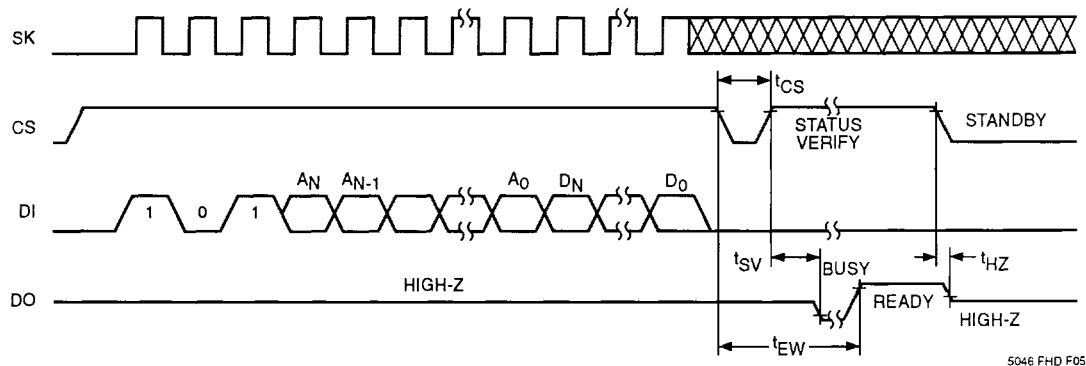 SK
tCS
CS
STATUS
VERIFY
STANDBY
AN AN-1 A0 DN D0
DI
1 0 1
tSV
BUSY
tHZ
HIGH-Z
DO
READY
HIGH-Z
tEW
5046 FHD F05